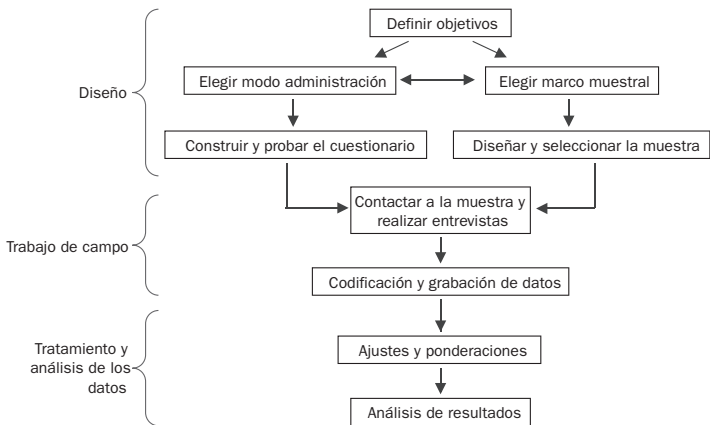 Definir objetivos
Diseño
Elegir modo administración
Elegir marco muestral
Construir y probar el cuestionario
Diseñar y seleccionar la muestra
Contactar a la muestra y
realizar entrevistas
Trabajo de campo
Codificación y grabación de datos
Tratamiento y
análisis de los
datos
Ajustes y ponderaciones
Análisis de resultados